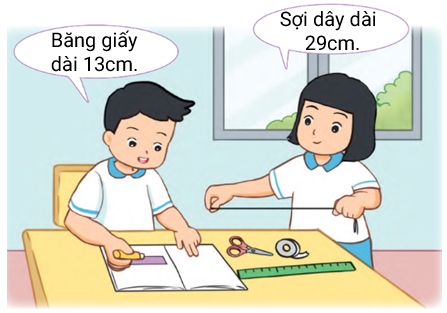 Băng giấy
dài 13cm.
Sợi dây dài
29cm.